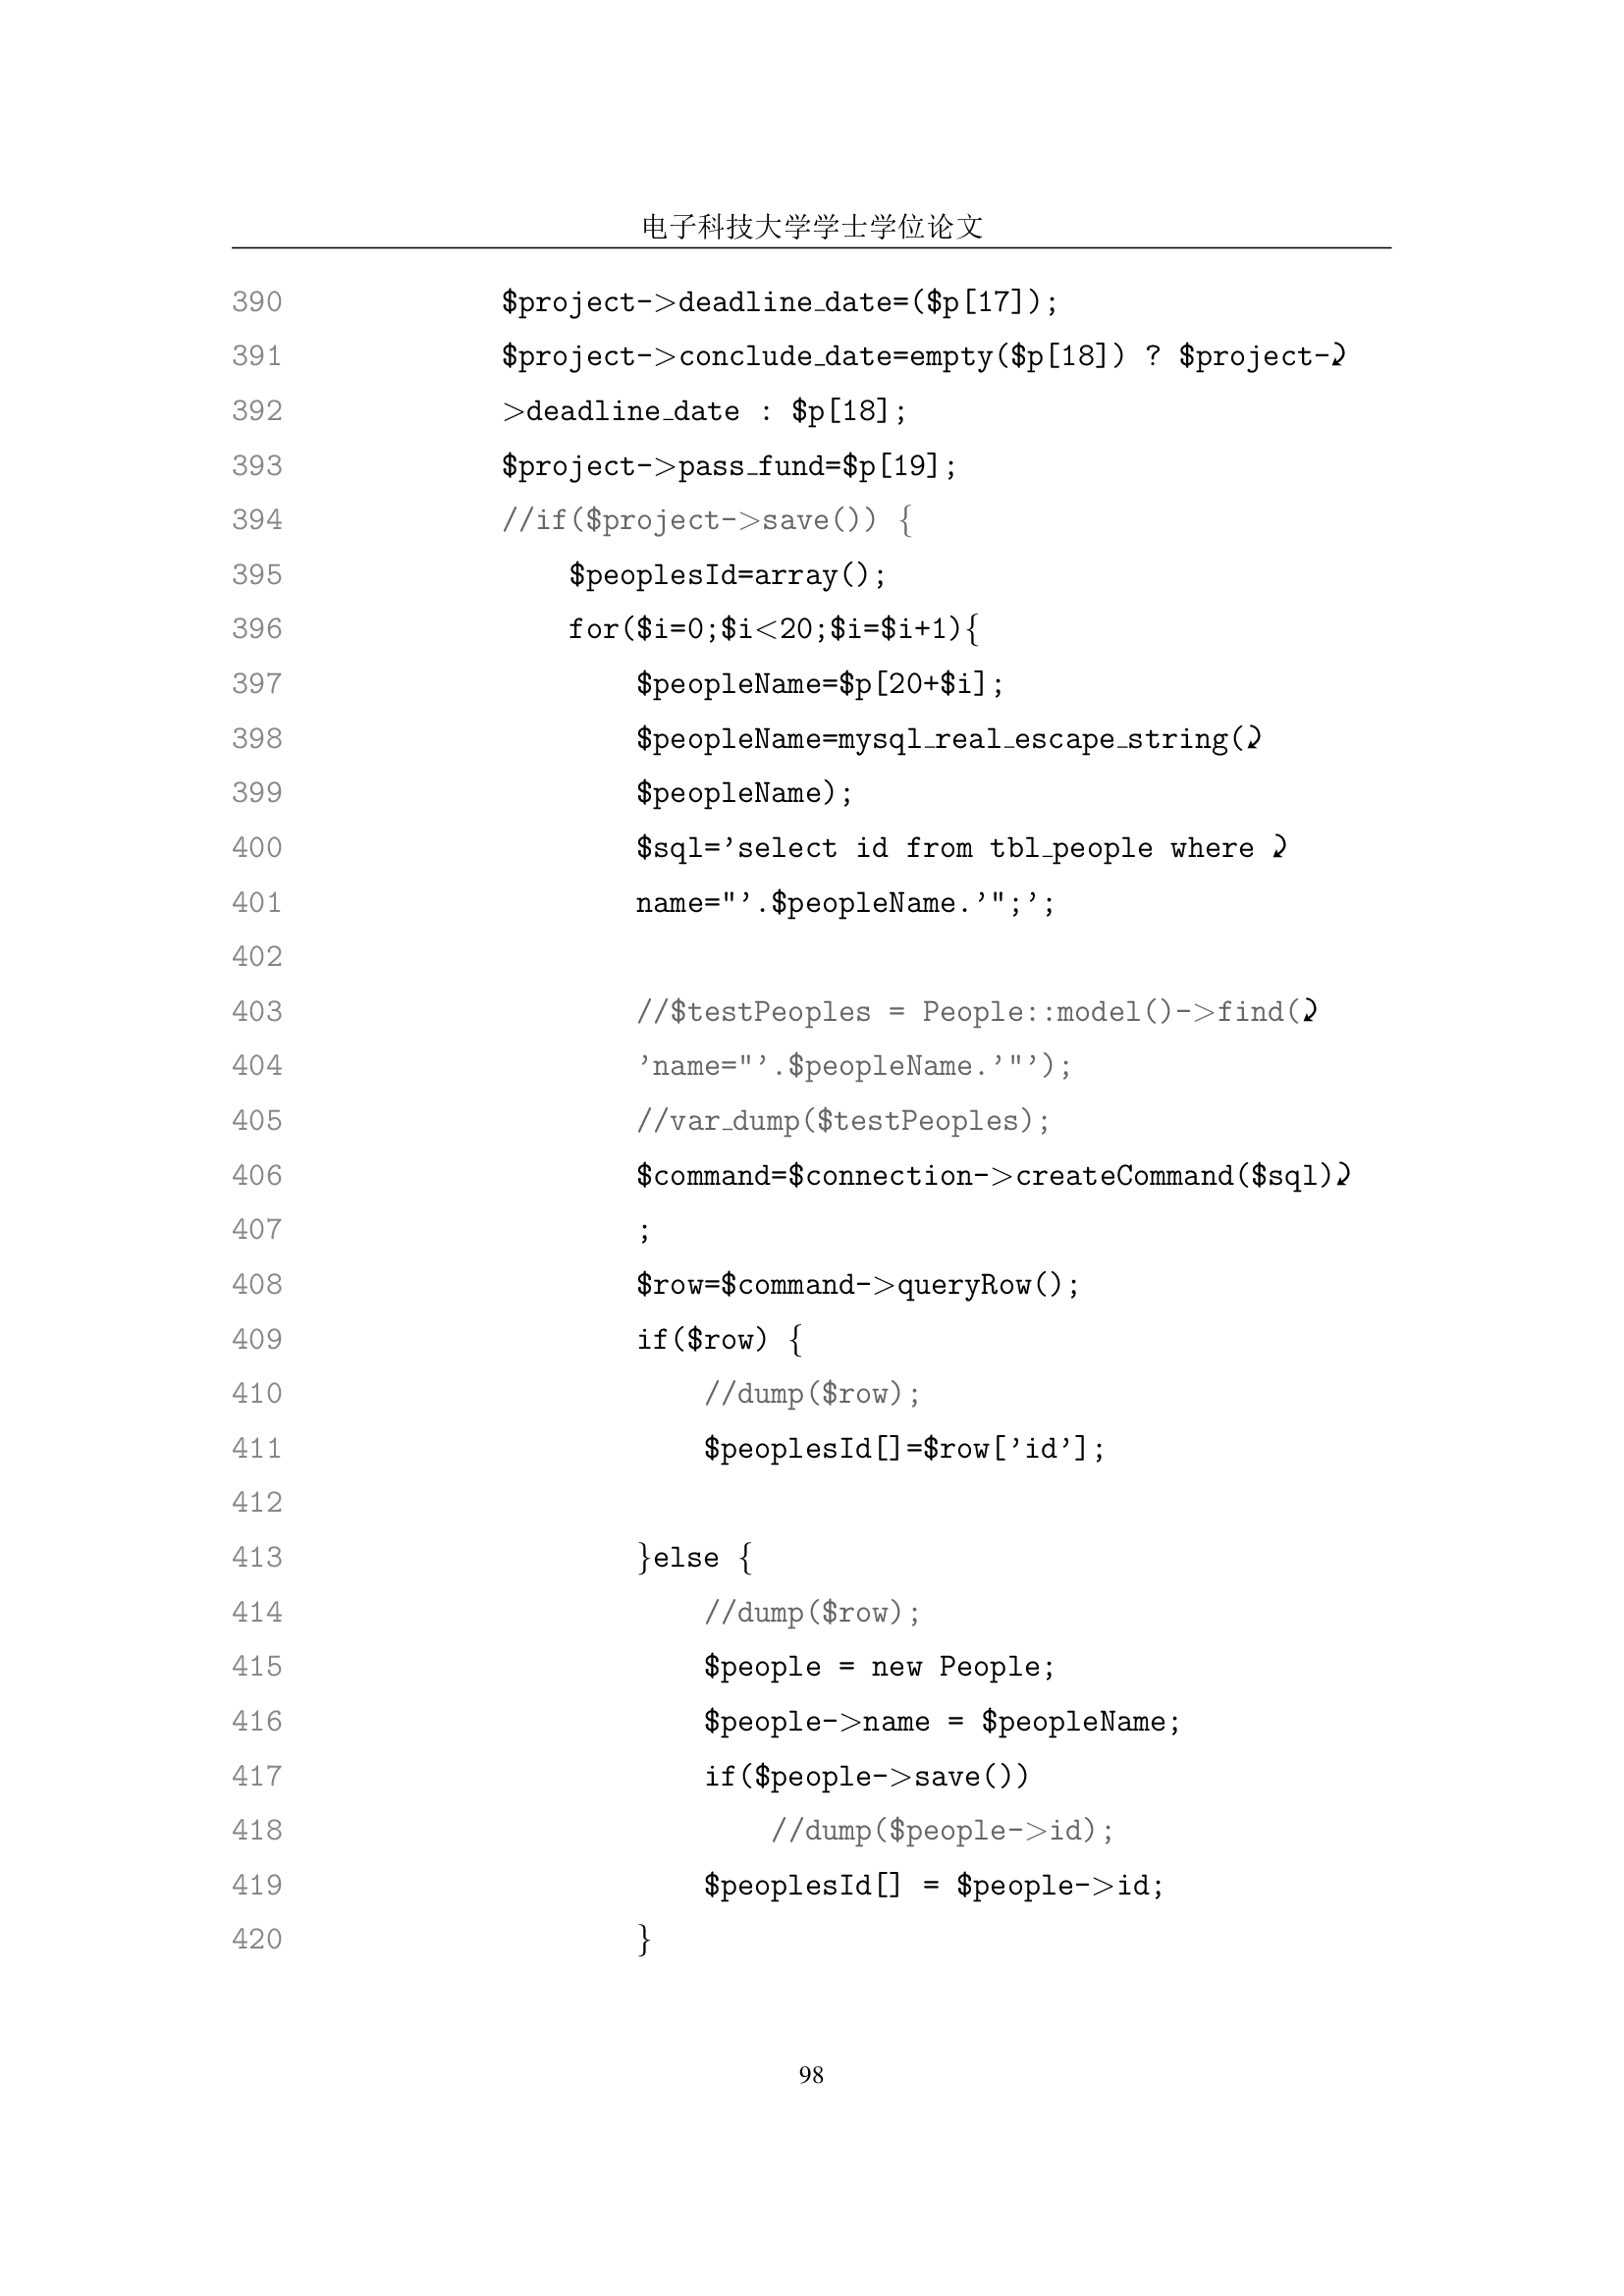 电子科技大学学士学位论文
390 $project->deadline_date=($p[17]);
391 $project->conclude_date=empty($p[18]) ? $project-⤸
392 >deadline_date : $p[18];
393 $project->pass_fund=$p[19];
394 //if($project->save()) {
395 $peoplesId=array();
396 for($i=0;$i<20;$i=$i+1){
397 $peopleName=$p[20+$i];
398 $peopleName=mysql_real_escape_string(⤸
399 $peopleName);
400 $sql='select id from tbl_people where ⤸
401 name="'.$peopleName.'";';
402
403 //$testPeoples = People::model()->find(⤸
404 'name="'.$peopleName.'"');
405 //var_dump($testPeoples);
406 $command=$connection->createCommand($sql)⤸
407 ;
408 $row=$command->queryRow();
409 if($row) {
410 //dump($row);
411 $peoplesId[]=$row['id'];
412
413 }else {
414 //dump($row);
415 $people = new People;
416 $people->name = $peopleName;
417 if($people->save())
418 //dump($people->id);
419 $peoplesId[] = $people->id;
420 }
98